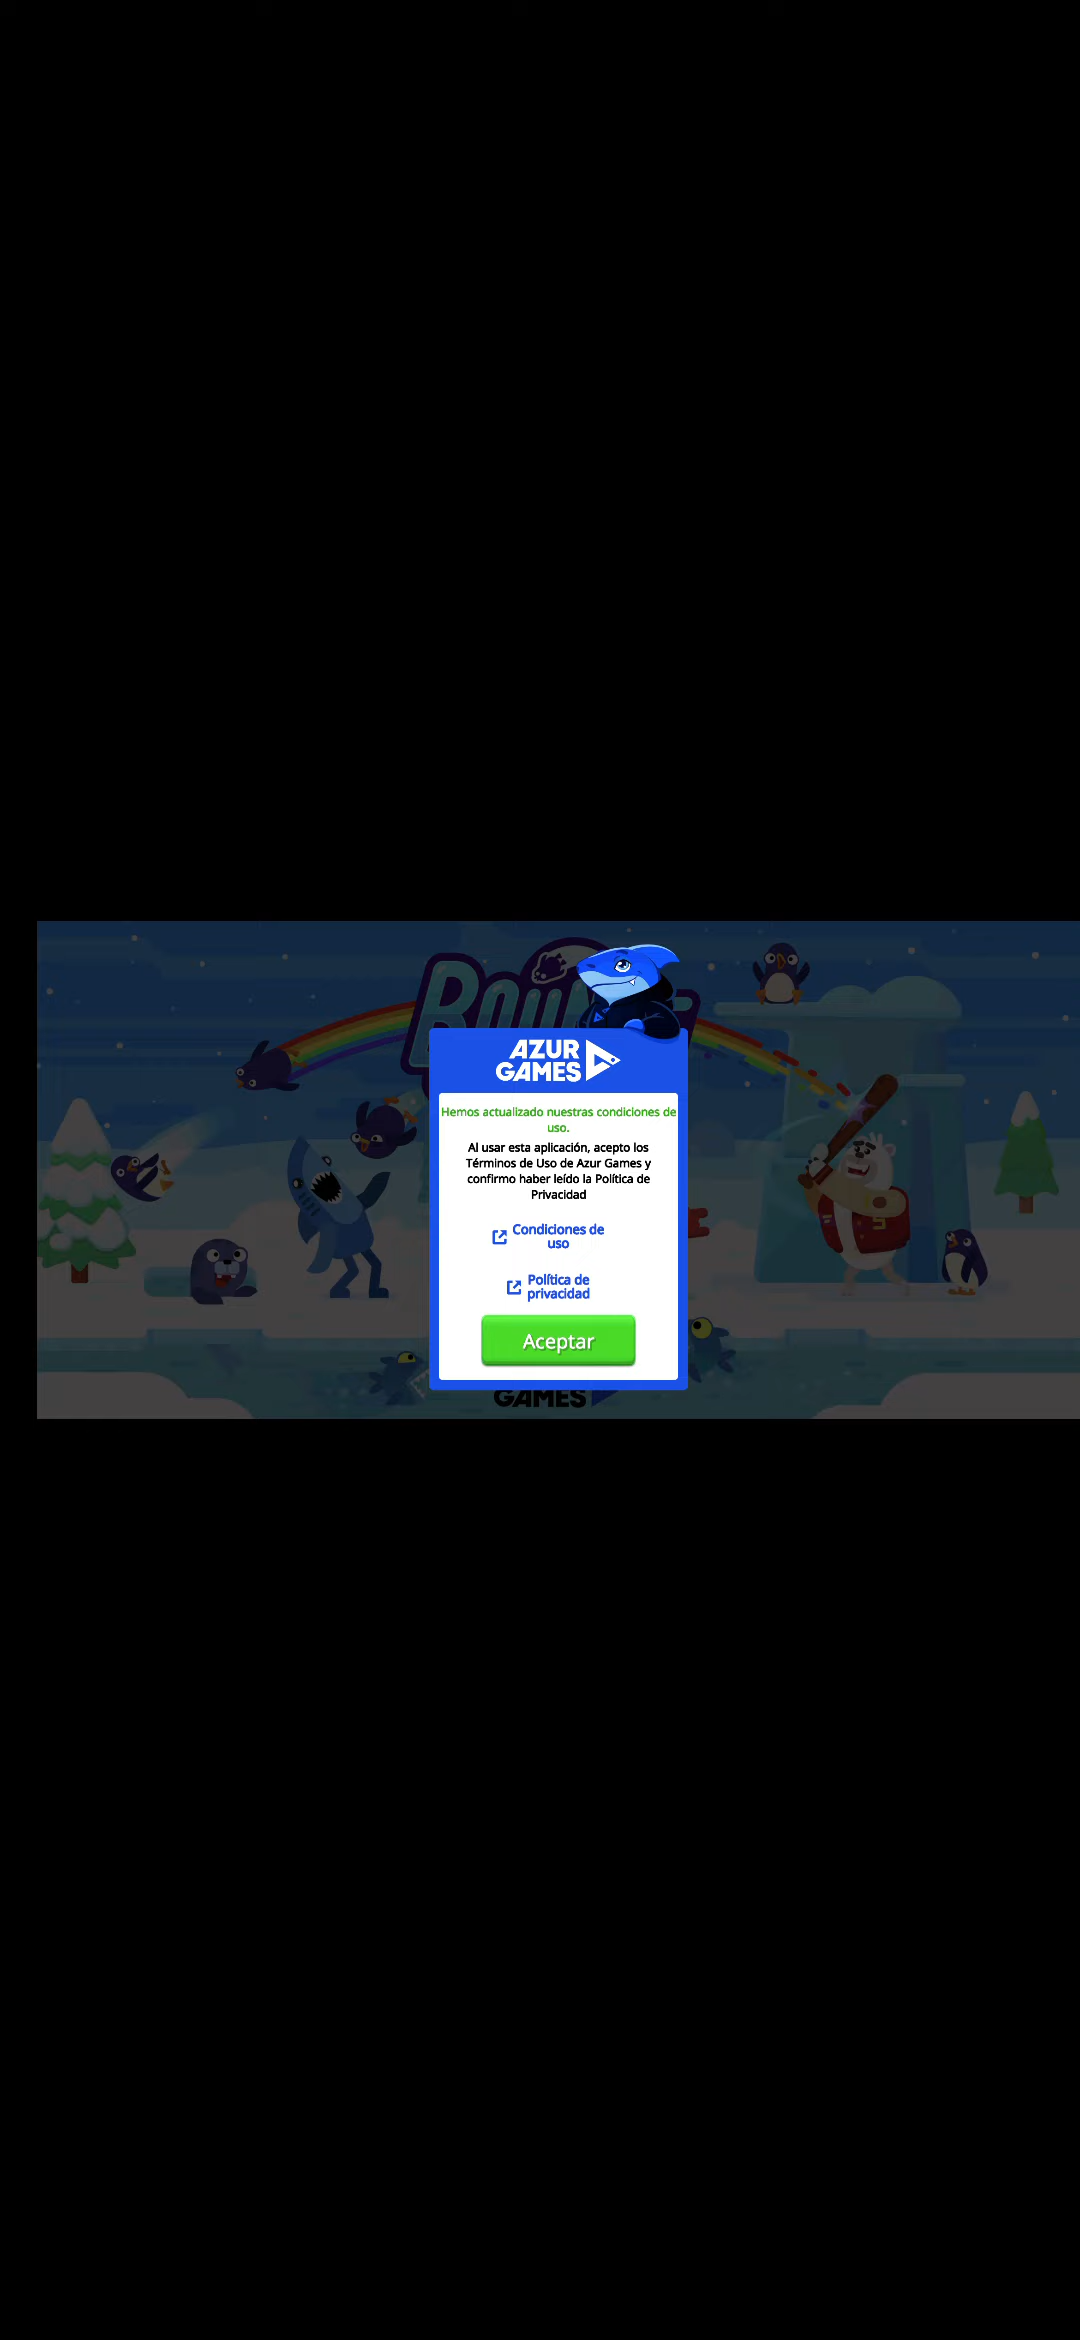 AZUR
GAMES
Hemos actualizado nuestras condiciones de
uso.
Al usar esta aplicación, acepto los
Términos de Uso de Azur Games y
confirmo haber leído la Política de
Privacidad
Condiciones de
uso
Política de
privacidad
Aceptar
GAMES